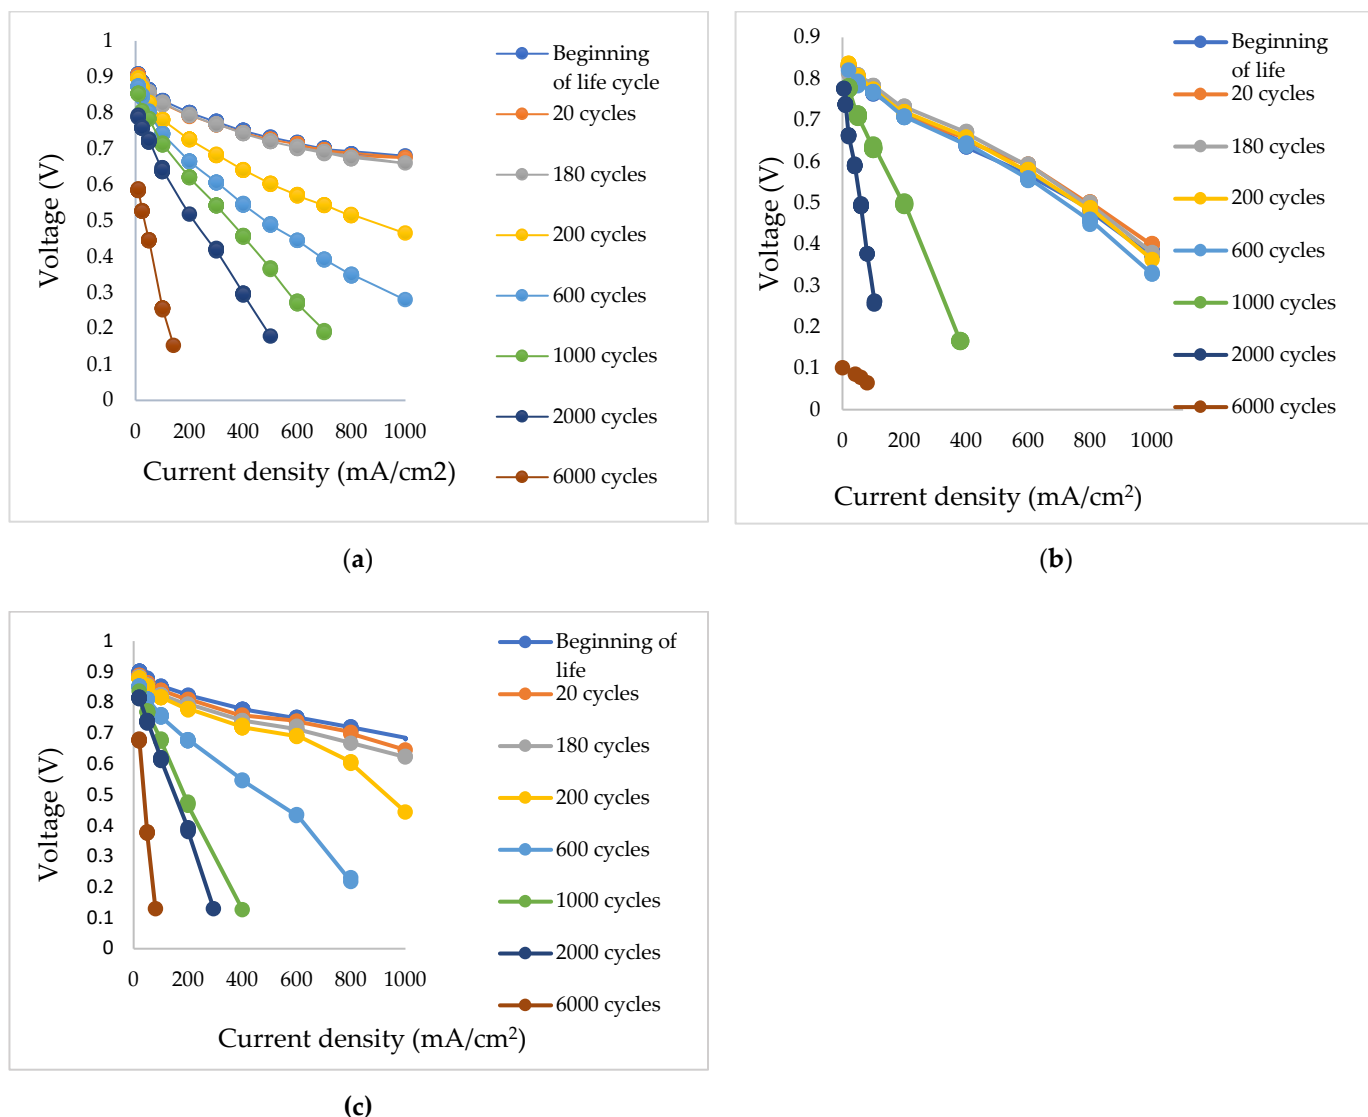 1
0.9
0.8
0.7
0.6
0.5
0.4
0.3
0.2
0.1
0
Voltage (V)
0 200 400 600 800 1000
Current density (mA/cm2)
Beginning
of life cycle
20 cycles
180 cycles
200 cycles
600 cycles
1000 cycles
2000 cycles
6000 cycles
(a)
0.9
0.8
0.7
0.6
0.5
0.4
0.3
0.2
0.1
0
Voltage (V)
0 200 400 600 800 1000
Current density (mA/cm²)
Beginning
of life
20 cycles
180 cycles
200 cycles
600 cycles
1000 cycles
2000 cycles
6000 cycles
(b)
1
0.9
0.8
0.7
0.6
0.5
0.4
0.3
0.2
0.1
0
Voltage (V)
0 200 400 600 800 1000
Current density (mA/cm²)
Beginning of
life
20 cycles
180 cycles
200 cycles
600 cycles
1000 cycles
2000 cycles
6000 cycles
(c)